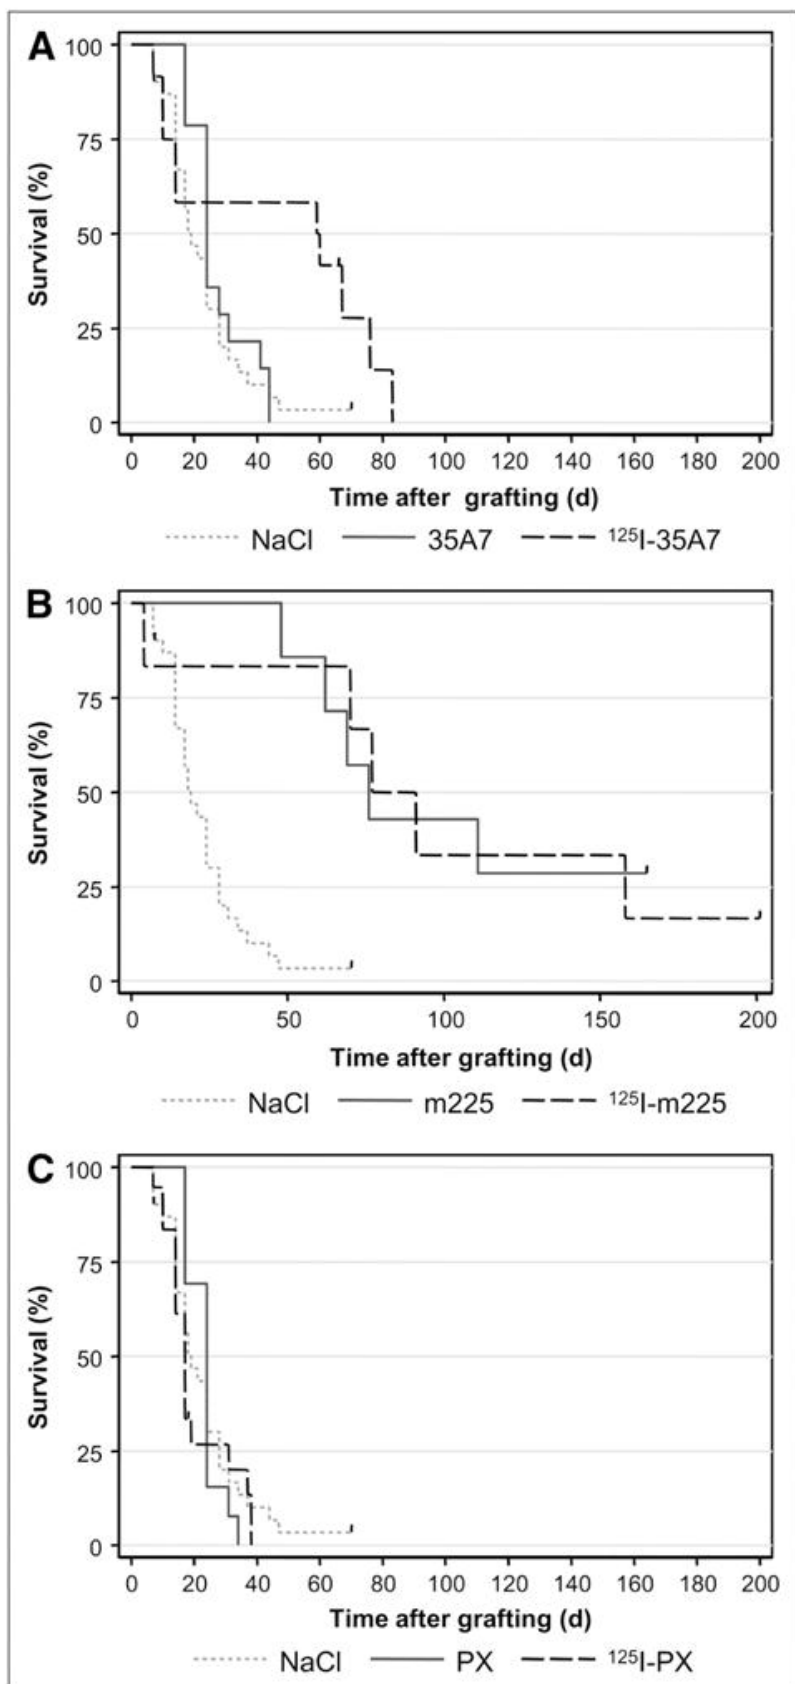 A
Survival (%)
100
75
50
25
0
0 20 40 60 80 100 120 140 160 180 200
Time after grafting (d)
NaCl 35A7 ¹²⁵I-35A7
B
Survival (%)
100
75
50
25
0
0 50 100 150 200
Time after grafting (d)
NaCl m225 ¹²⁵I-m225
C
Survival (%)
100
75
50
25
0
0 20 40 60 80 100 120 140 160 180 200
Time after grafting (d)
NaCl PX ¹²⁵I-PX